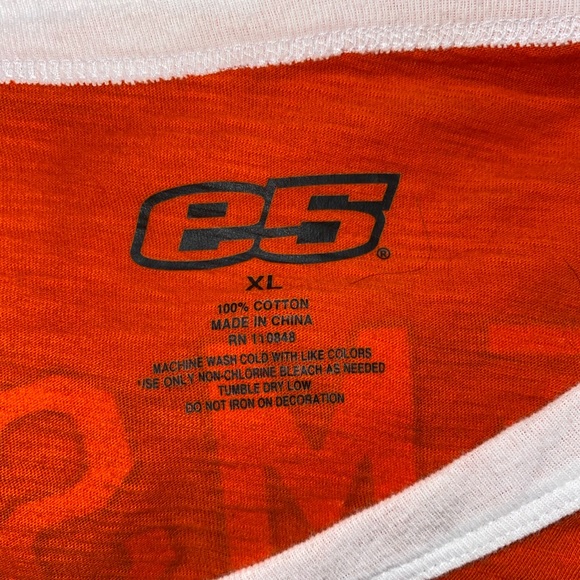 e5®
XL
100% COTTON
MADE IN CHINA
RN 110848
MACHINE WASH COLD WITH LIKE COLORS
*/SE ONLY NON-CHLORINE BLEACH AS NEEDED
TUMBLE DRY LOW
DO NOT IRON ON DECORATION